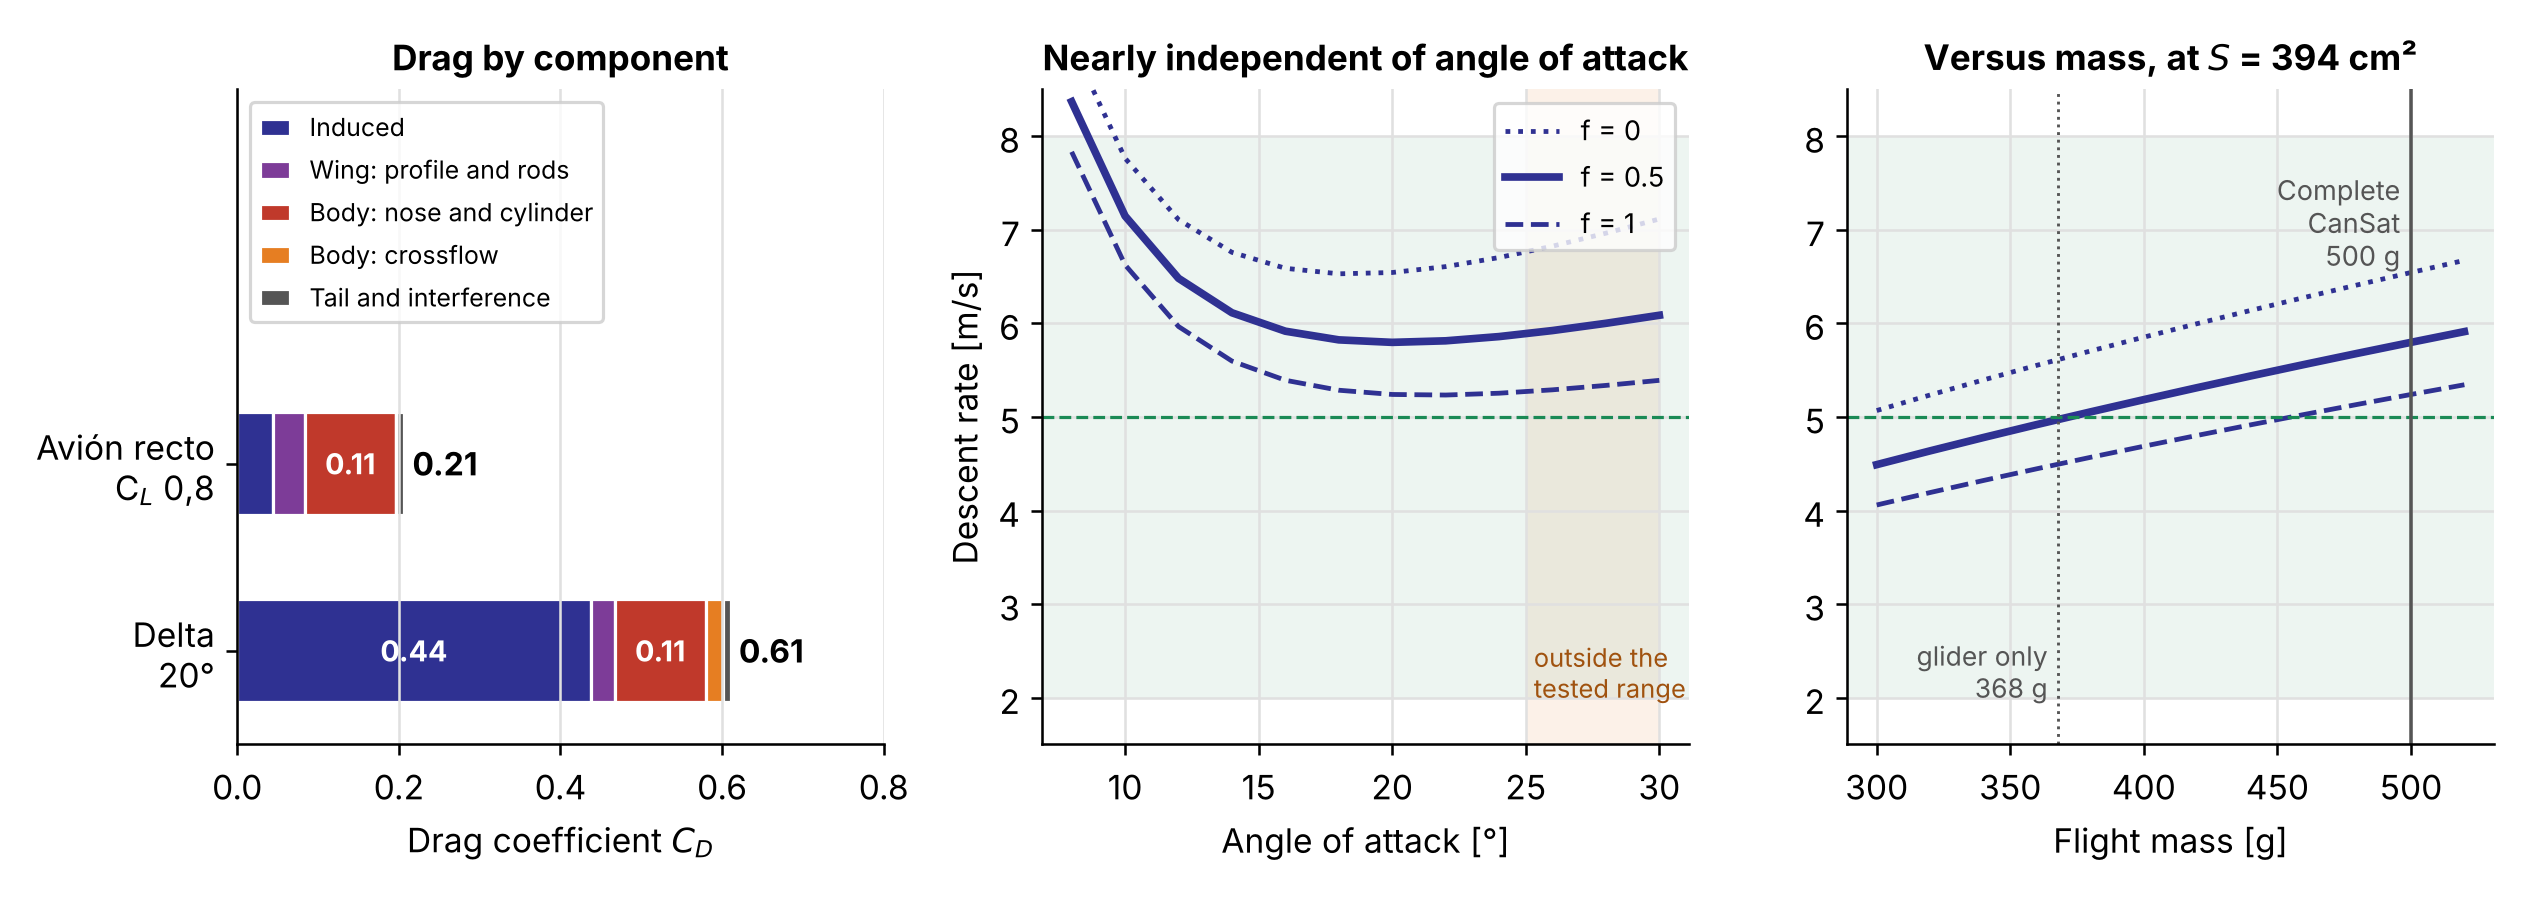 Drag by component
Induced
Wing: profile and rods
Body: nose and cylinder
Body: crossflow
Tail and interference
Avión recto
C_L 0,8
0.11
0.21
Delta
20°
0.44
0.11
0.61
0.0 0.2 0.4 0.6 0.8
Drag coefficient C_D
Nearly independent of angle of attack
f = 0
f = 0.5
f = 1
Descent rate [m/s]
8
7
6
5
4
3
2
outside the
tested range
10 15 20 25 30
Angle of attack [°]
Versus mass, at S = 394 cm²
8
7
6
5
4
3
2
Complete
CanSat
500 g
glider only
368 g
300 350 400 450 500
Flight mass [g]